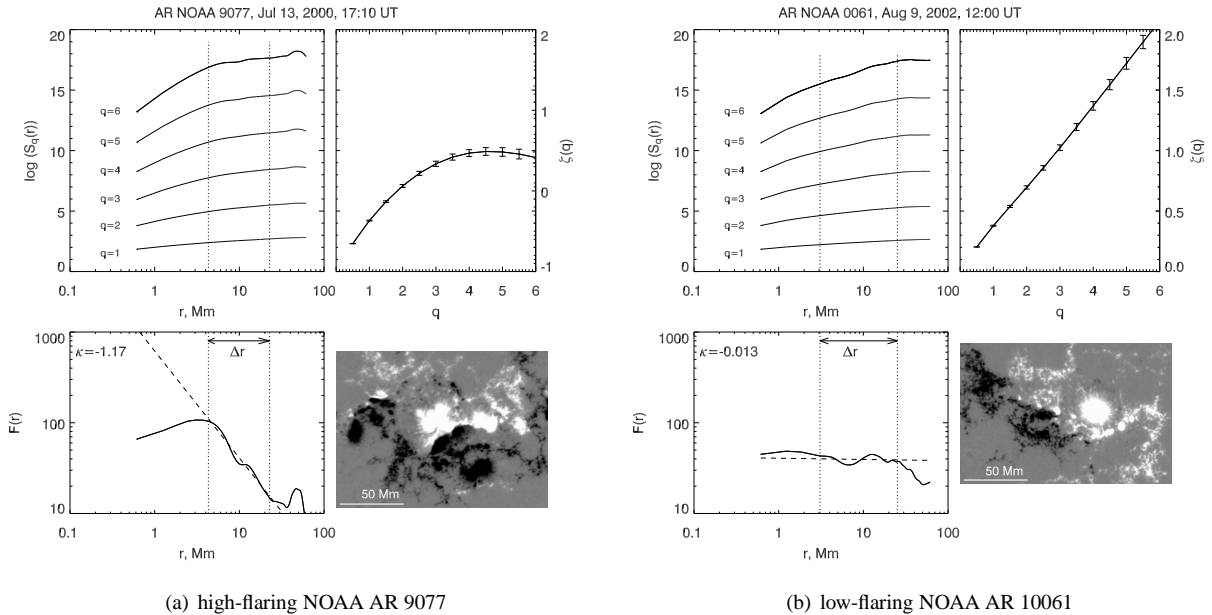 AR NOAA 9077, Jul 13, 2000, 17:10 UT
20
15
10
5
0
log (S_q(r))
q=6
q=5
q=4
q=3
q=2
q=1
0.1 1 10 100
r, Mm
2
1
0
-1
ζ(q)
1 2 3 4 5 6
q
1000
100
10
F(r)
κ=-1.17
Δr
0.1 1 10 100
r, Mm
50 Mm
(a) high-flaring NOAA AR 9077
AR NOAA 0061, Aug 9, 2002, 12:00 UT
20
15
10
5
0
log (S_q(r))
q=6
q=5
q=4
q=3
q=2
q=1
0.1 1 10 100
r, Mm
2.0
1.5
1.0
0.5
0.0
ζ(q)
1 2 3 4 5 6
q
1000
100
10
F(r)
κ=-0.013
Δr
0.1 1 10 100
r, Mm
50 Mm
(b) low-flaring NOAA AR 10061